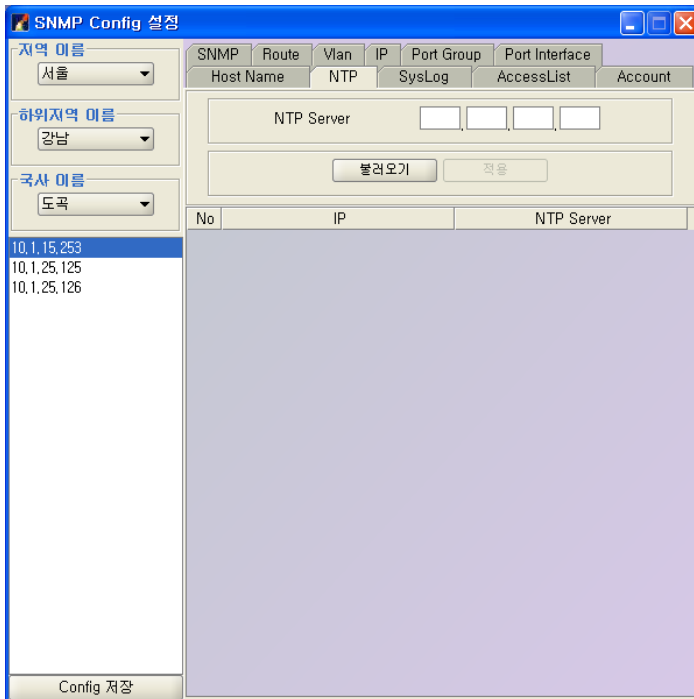 SNMP Config 설정
지역 이름
서울
하위지역 이름
강남
국사 이름
도곡
10,1,15,253
10,1,25,125
10,1,25,126
Config 저장
SNMP Route Vlan IP Port Group Port Interface
Host Name NTP SysLog AccessList Account
NTP Server . . .
불러오기 적용
No IP NTP Server